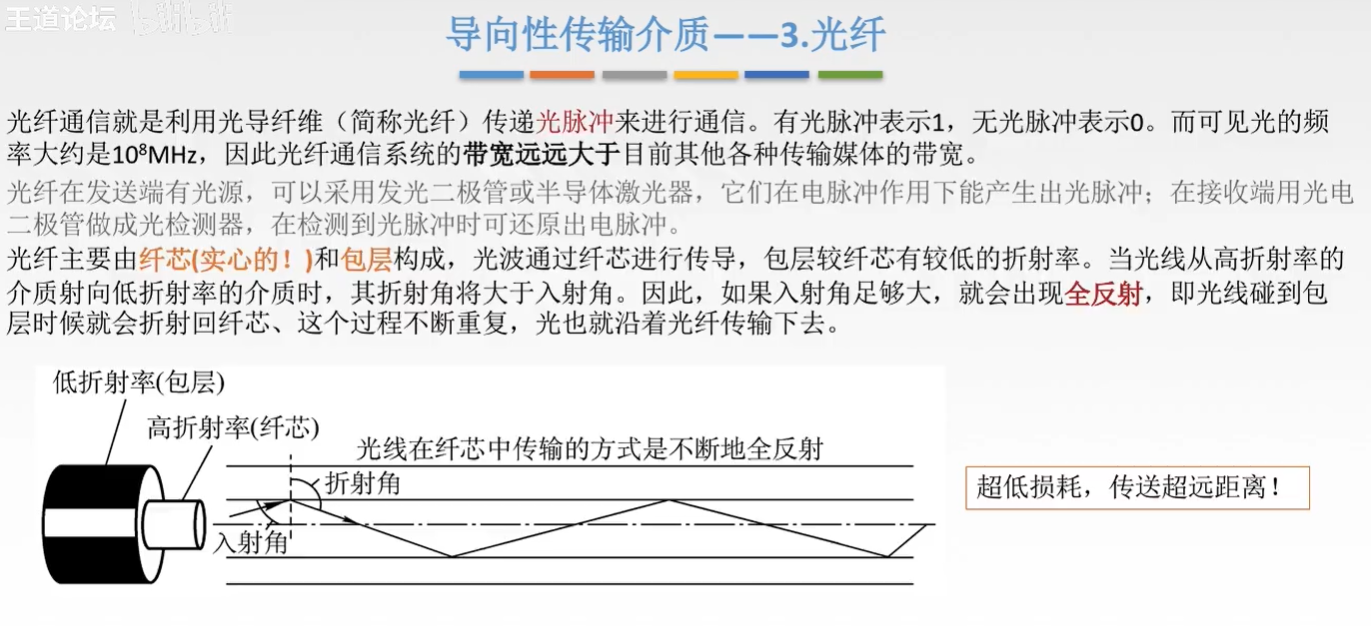 王道论坛 bilibili
导向性传输介质——3.光纤
光纤通信就是利用光导纤维（简称光纤）传递光脉冲来进行通信。有光脉冲表示1，无光脉冲表示0。而可见光的频
率大约是10⁸MHz，因此光纤通信系统的带宽远远大于目前其他各种传输媒体的带宽。
光纤在发送端有光源，可以采用发光二极管或半导体激光器，它们在电脉冲作用下能产生出光脉冲；在接收端用光电
二极管做成光检测器，在检测到光脉冲时可还原出电脉冲。
光纤主要由纤芯(实心的！)和包层构成，光波通过纤芯进行传导，包层较纤芯有较低的折射率。当光线从高折射率的
介质射向低折射率的介质时，其折射角将大于入射角。因此，如果入射角足够大，就会出现全反射，即光线碰到包
层时候就会折射回纤芯、这个过程不断重复，光也就沿着光纤传输下去。
低折射率(包层)
高折射率(纤芯)
光线在纤芯中传输的方式是不断地全反射
折射角
入射角
超低损耗，传送超远距离！